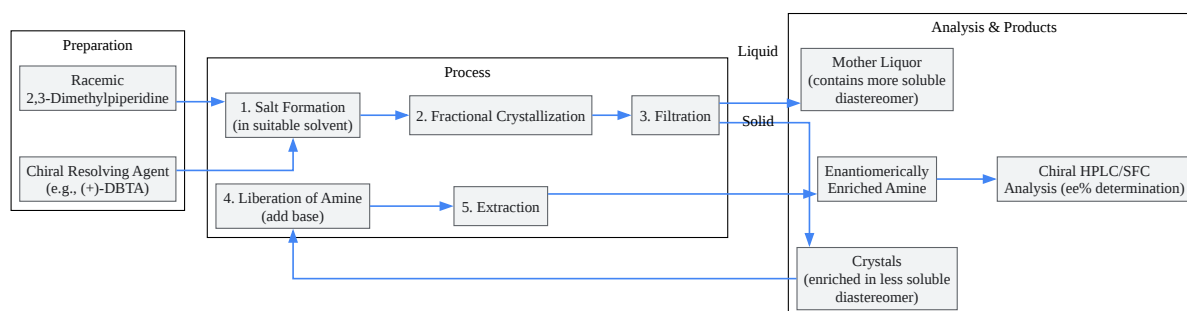 Preparation
Racemic
2,3-Dimethylpiperidine
Chiral Resolving Agent
(e.g., (+)-DBTA)
Process
1. Salt Formation
(in suitable solvent)
2. Fractional Crystallization
3. Filtration
4. Liberation of Amine
(add base)
5. Extraction
Liquid
Solid
Analysis & Products
Mother Liquor
(contains more soluble
diastereomer)
Enantiomerically
Enriched Amine
Chiral HPLC/SFC
Analysis (ee% determination)
Crystals
(enriched in less soluble
diastereomer)